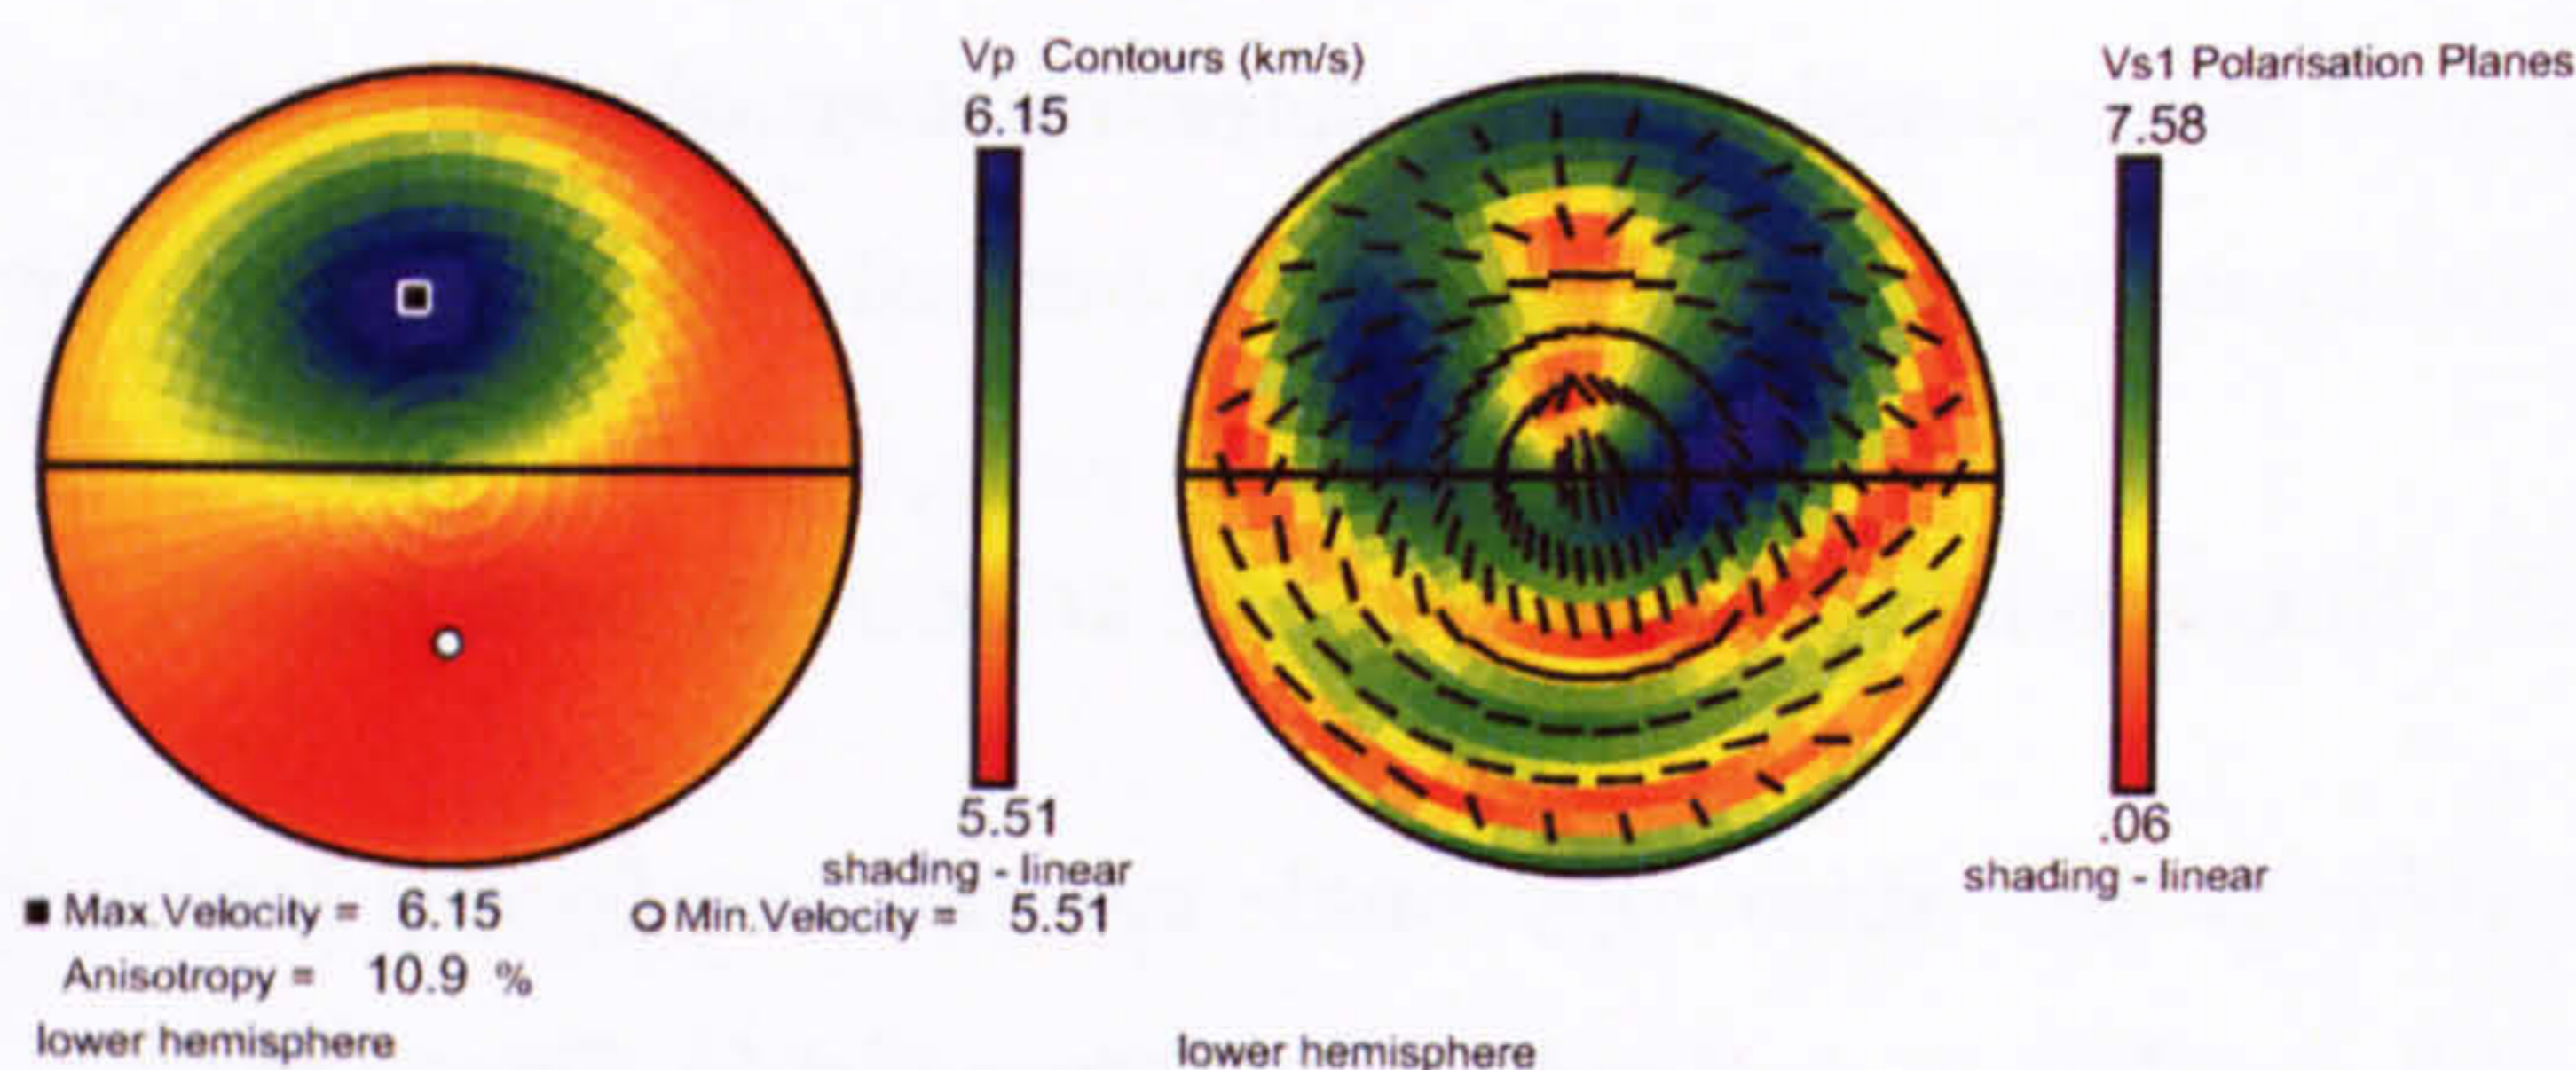 Vp Contours (km/s)
6.15
5.51
shading - linear
■ Max.Velocity = 6.15 O Min.Velocity = 5.51
Anisotropy = 10.9 %
lower hemisphere
Vs1 Polarisation Planes
7.58
.06
shading - linear
lower hemisphere